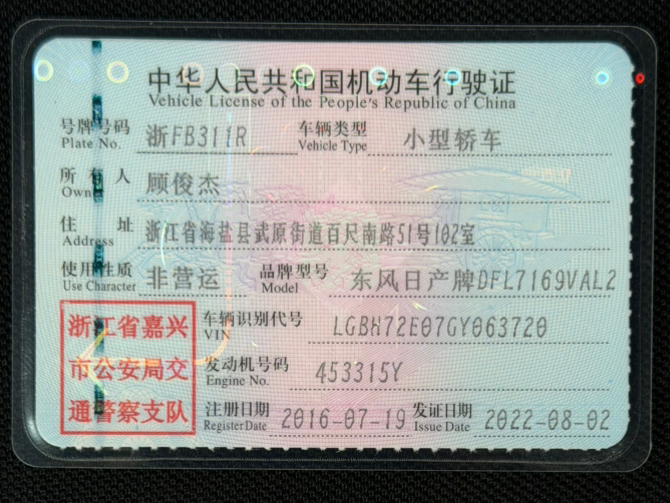 中华人民共和国机动车行驶证
Vehicle License of the People's Republic of China
号牌号码 浙FB311R 车辆类型 小型轿车
Plate No. Vehicle Type
所有人 顾俊杰
Owner
住址 浙江省海盐县武原街道百尺南路51号102室
Address
使用性质 非营运 品牌型号 东风日产牌DFL7169VAL2
Use Character Model
浙江省嘉兴
市公安局交
通警察支队
车辆识别代号 LGBH72E07GY063720
VIN
发动机号码 453315Y
Engine No.
注册日期 2016-07-19 发证日期 2022-08-02
Register Date Issue Date